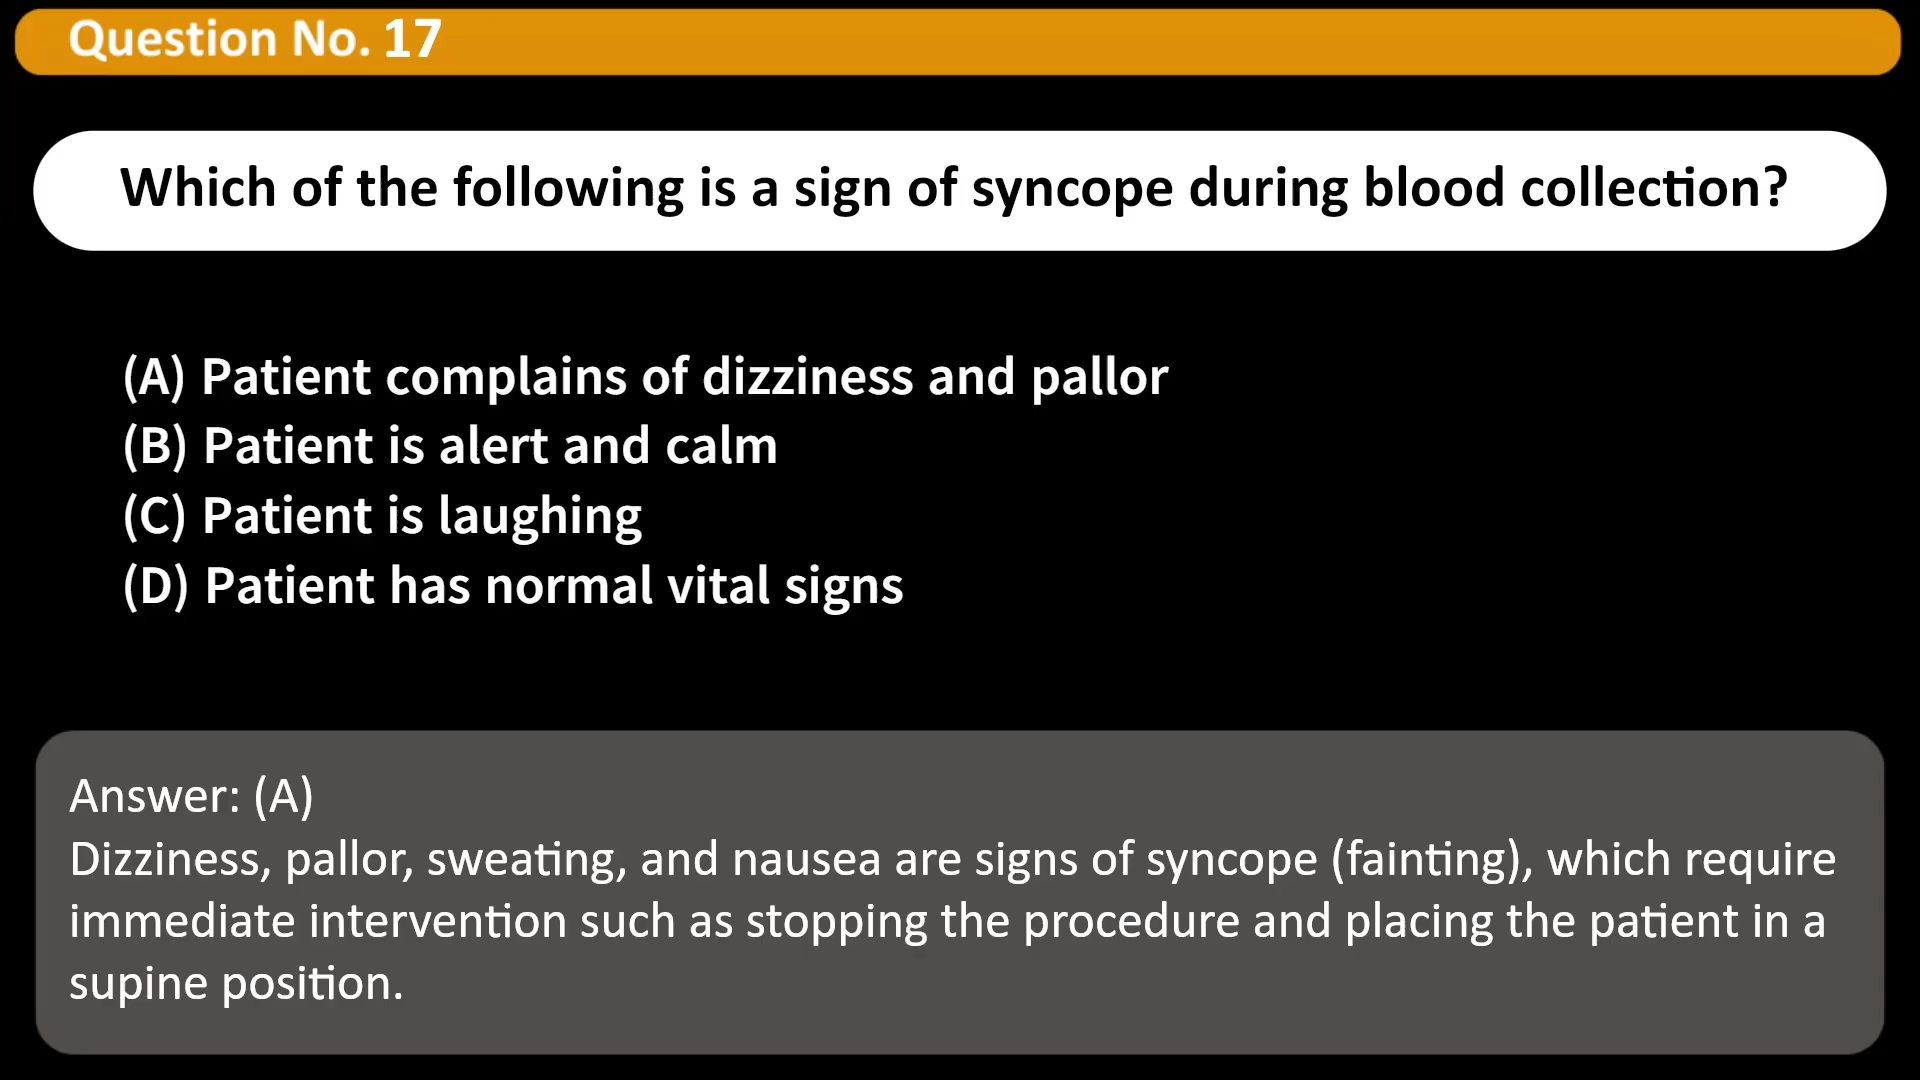 Question No. 17
Which of the following is a sign of syncope during blood collection?
(A) Patient complains of dizziness and pallor
(B) Patient is alert and calm
(C) Patient is laughing
(D) Patient has normal vital signs
Answer: (A)
Dizziness, pallor, sweating, and nausea are signs of syncope (fainting), which require
immediate intervention such as stopping the procedure and placing the patient in a
supine position.